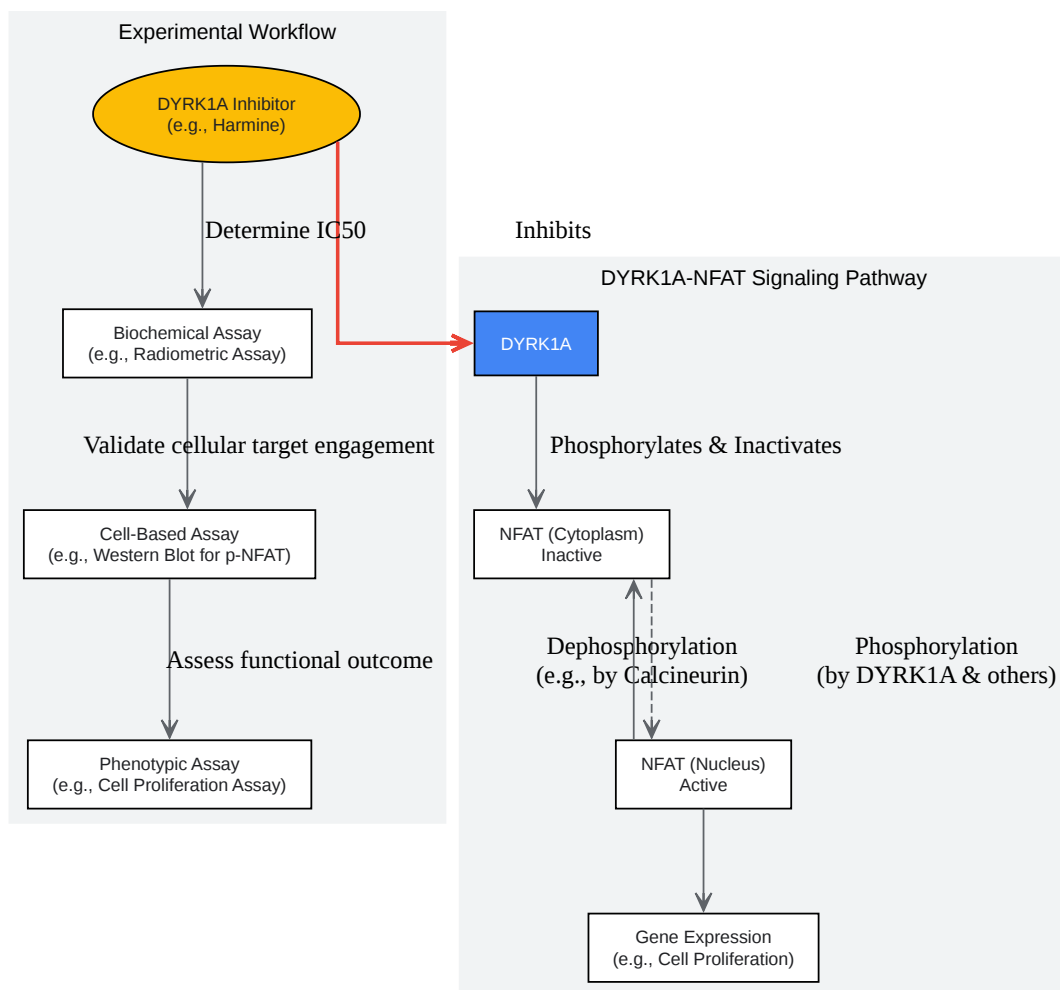 Experimental Workflow
DYRK1A Inhibitor
(e.g., Harmine)
Determine IC50
Inhibits
DYRK1A-NFAT Signaling Pathway
Biochemical Assay
(e.g., Radiometric Assay)
DYRK1A
Validate cellular target engagement
Phosphorylates & Inactivates
Cell-Based Assay
(e.g., Western Blot for p-NFAT)
NFAT (Cytoplasm)
Inactive
Assess functional outcome
Dephosphorylation
(e.g., by Calcineurin)
Phosphorylation
(by DYRK1A & others)
Phenotypic Assay
(e.g., Cell Proliferation Assay)
NFAT (Nucleus)
Active
Gene Expression
(e.g., Cell Proliferation)